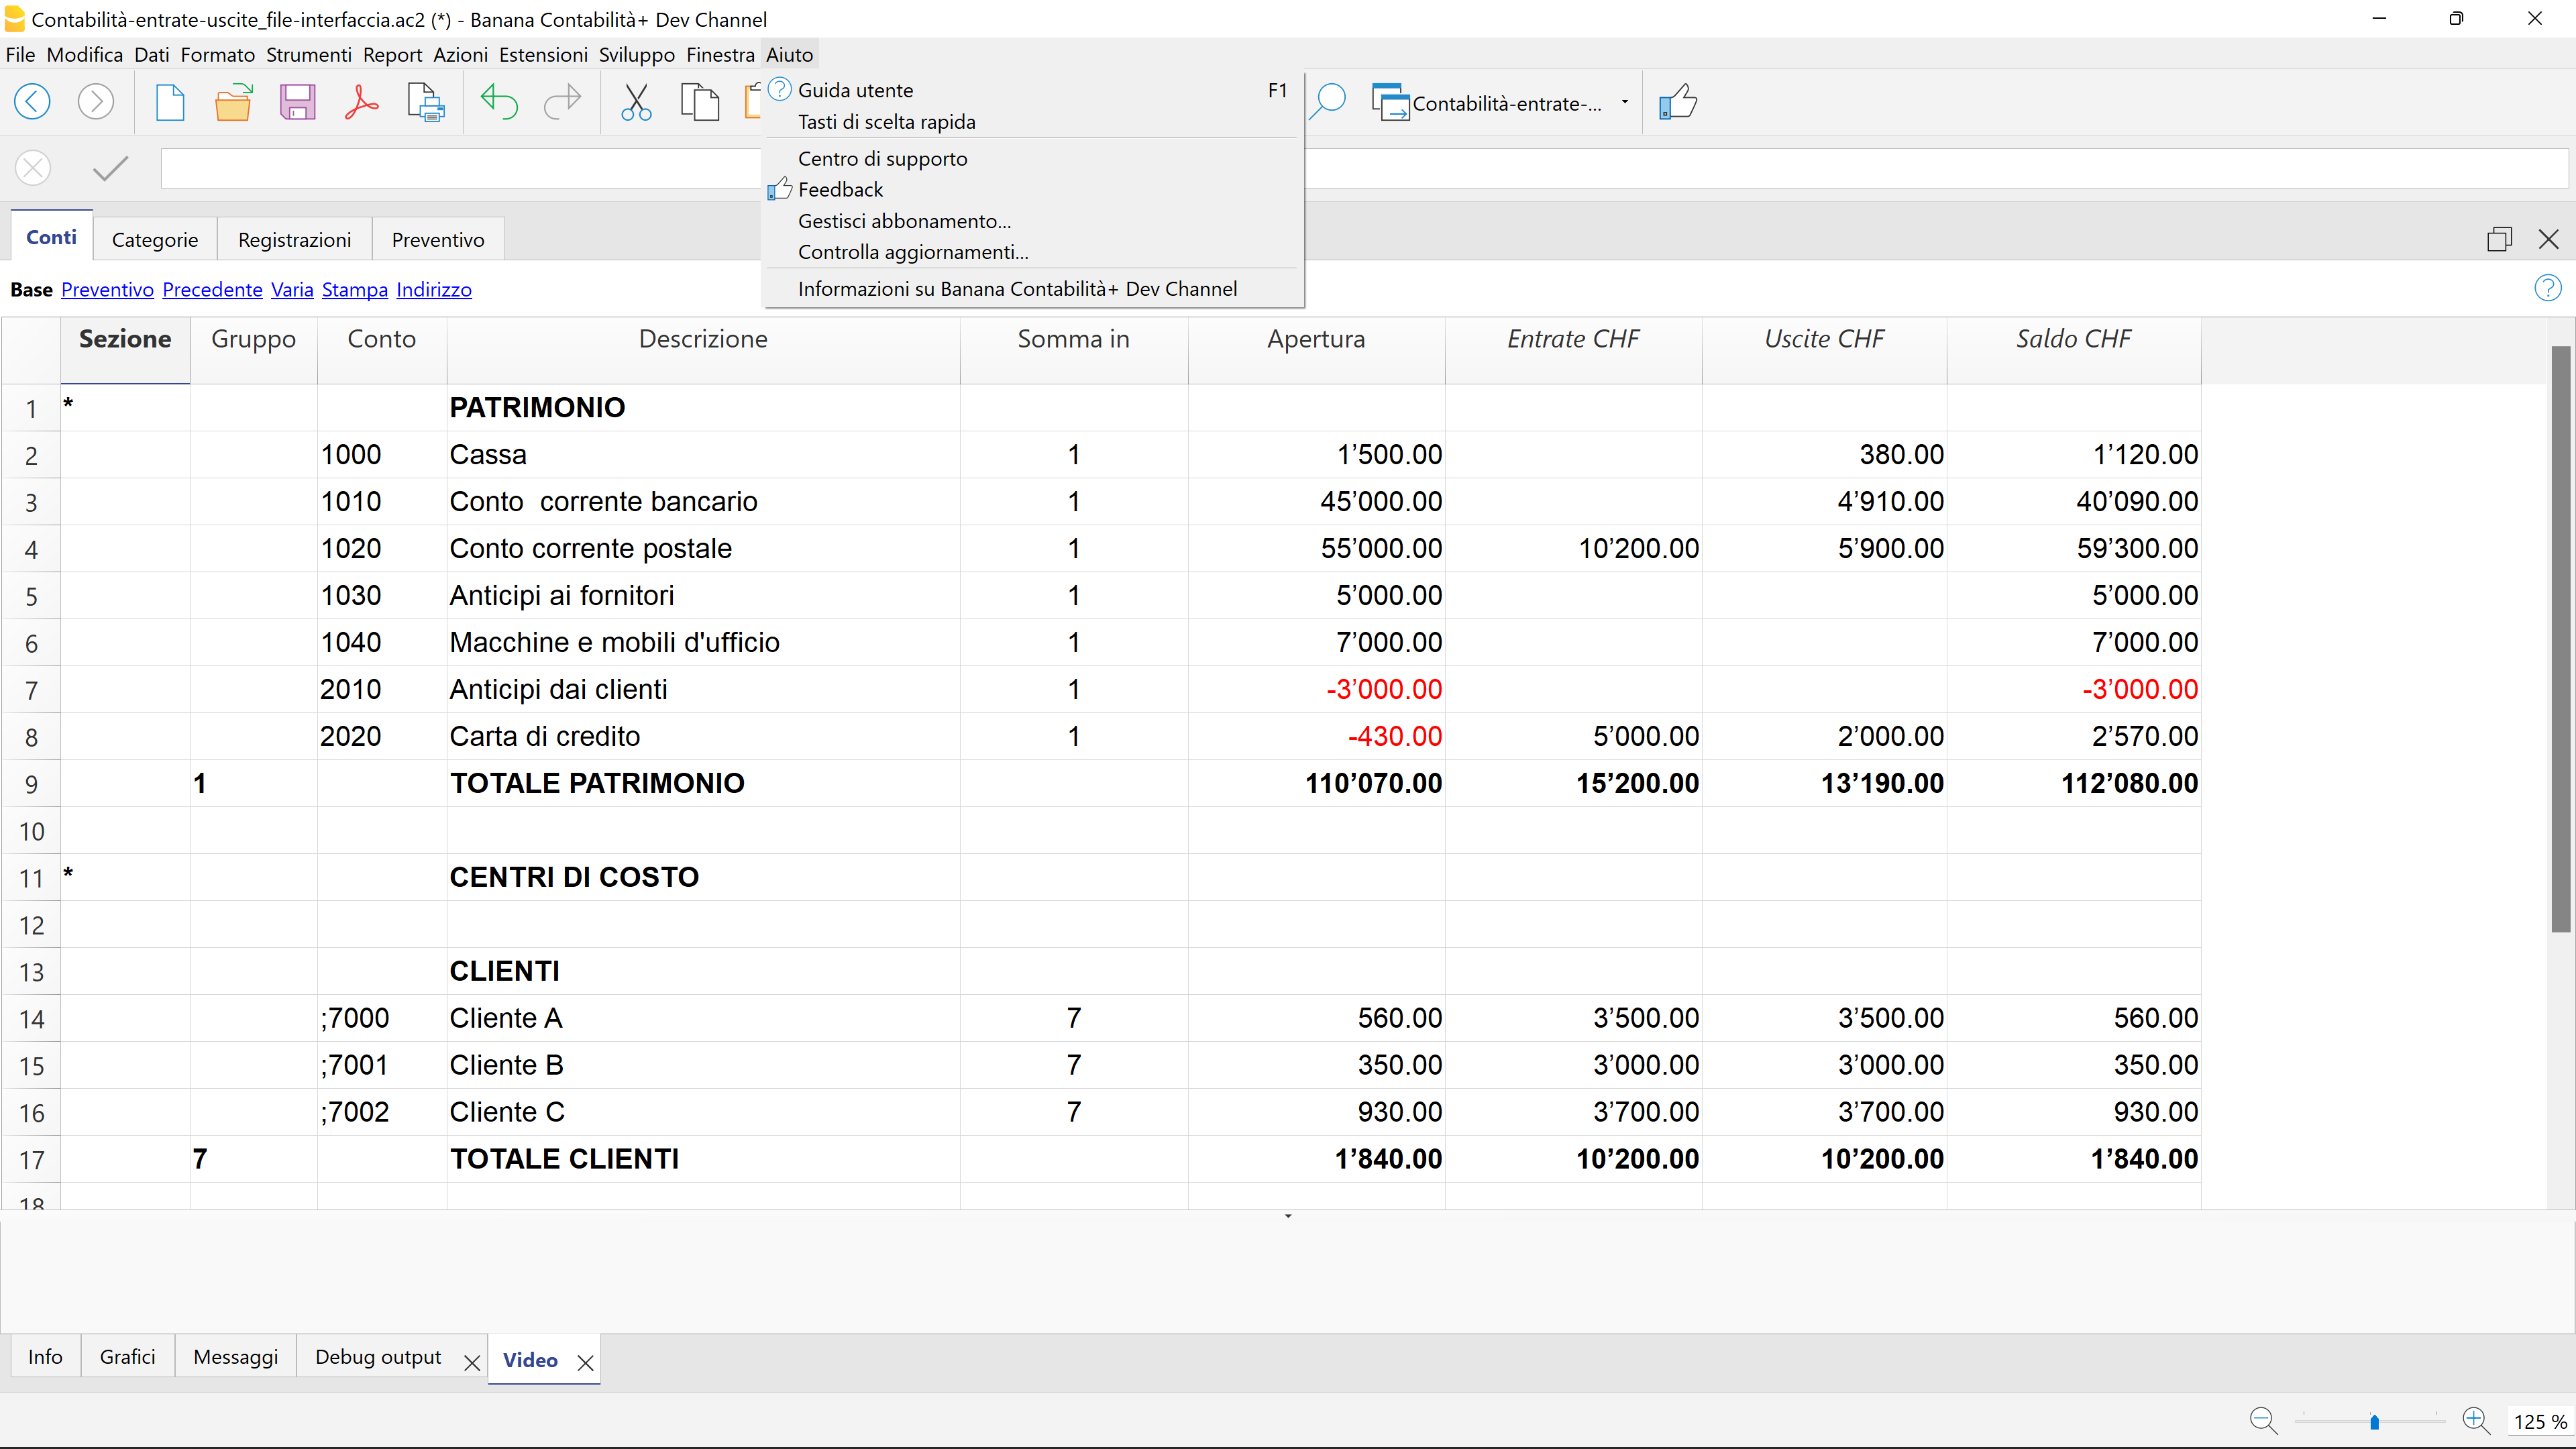 Contabilità-entrate-uscite_file-interfaccia.ac2 (*) - Banana Contabilità+ Dev Channel
File Modifica Dati Formato Strumenti Report Azioni Estensioni Sviluppo Finestra Aiuto
Guida utente F1
Tasti di scelta rapida
Centro di supporto
Feedback
Gestisci abbonamento...
Controlla aggiornamenti...
Informazioni su Banana Contabilità+ Dev Channel
Contabilità-entrate-...
Conti Categorie Registrazioni Preventivo
Base Preventivo Precedente Varia Stampa Indirizzo
Sezione Gruppo Conto Descrizione Somma in Apertura Entrate CHF Uscite CHF Saldo CHF
1 * PATRIMONIO
2 1000 Cassa 1 1’500.00 380.00 1’120.00
3 1010 Conto  corrente bancario 1 45’000.00 4’910.00 40’090.00
4 1020 Conto corrente postale 1 55’000.00 10’200.00 5’900.00 59’300.00
5 1030 Anticipi ai fornitori 1 5’000.00 5’000.00
6 1040 Macchine e mobili d'ufficio 1 7’000.00 7’000.00
7 2010 Anticipi dai clienti 1 -3’000.00 -3’000.00
8 2020 Carta di credito 1 -430.00 5’000.00 2’000.00 2’570.00
9 1 TOTALE PATRIMONIO 110’070.00 15’200.00 13’190.00 112’080.00
10
11 * CENTRI DI COSTO
12
13 CLIENTI
14 ;7000 Cliente A 7 560.00 3’500.00 3’500.00 560.00
15 ;7001 Cliente B 7 350.00 3’000.00 3’000.00 350.00
16 ;7002 Cliente C 7 930.00 3’700.00 3’700.00 930.00
17 7 TOTALE CLIENTI 1’840.00 10’200.00 10’200.00 1’840.00
18
Info Grafici Messaggi Debug output Video
125 %